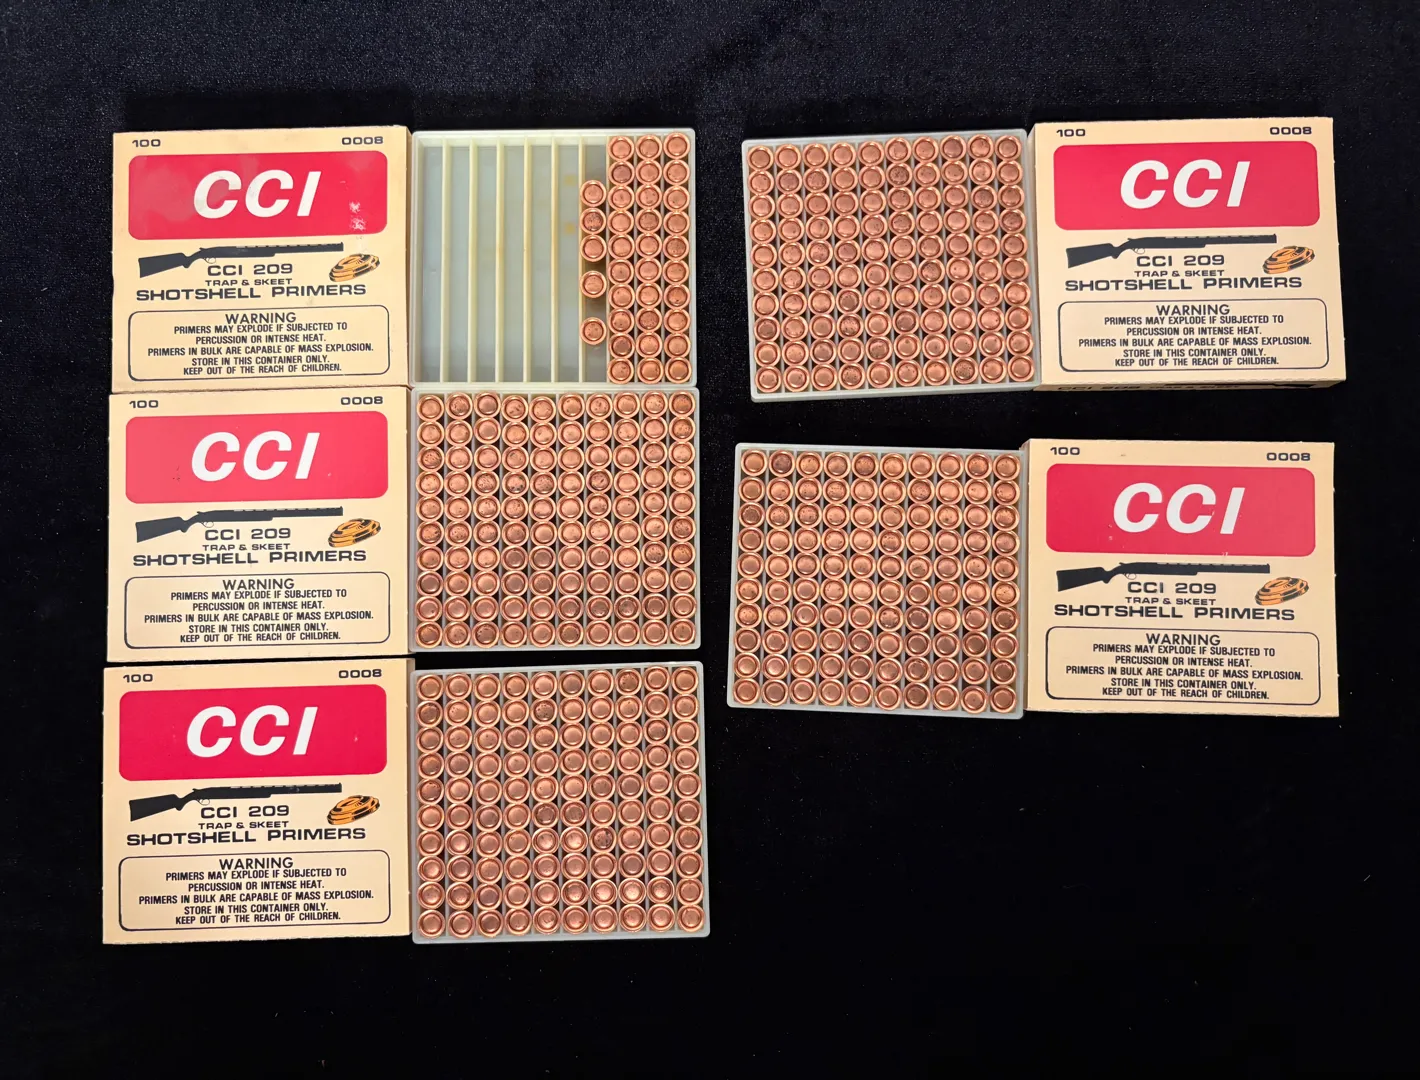 100 0008
CCI
CCI 209
TRAP & SKEET
SHOTSHELL PRIMERS
WARNING
PRIMERS MAY EXPLODE IF SUBJECTED TO
PERCUSSION OR INTENSE HEAT.
PRIMERS IN BULK ARE CAPABLE OF MASS EXPLOSION.
STORE IN THIS CONTAINER ONLY.
KEEP OUT OF THE REACH OF CHILDREN.
100 0008
CCI
CCI 209
TRAP & SKEET
SHOTSHELL PRIMERS
WARNING
PRIMERS MAY EXPLODE IF SUBJECTED TO
PERCUSSION OR INTENSE HEAT.
PRIMERS IN BULK ARE CAPABLE OF MASS EXPLOSION.
STORE IN THIS CONTAINER ONLY.
KEEP OUT OF THE REACH OF CHILDREN.
100 0008
CCI
CCI 209
TRAP & SKEET
SHOTSHELL PRIMERS
WARNING
PRIMERS MAY EXPLODE IF SUBJECTED TO
PERCUSSION OR INTENSE HEAT.
PRIMERS IN BULK ARE CAPABLE OF MASS EXPLOSION.
STORE IN THIS CONTAINER ONLY.
KEEP OUT OF THE REACH OF CHILDREN.
100 0008
CCI
CCI 209
TRAP & SKEET
SHOTSHELL PRIMERS
WARNING
PRIMERS MAY EXPLODE IF SUBJECTED TO
PERCUSSION OR INTENSE HEAT.
PRIMERS IN BULK ARE CAPABLE OF MASS EXPLOSION.
STORE IN THIS CONTAINER ONLY.
KEEP OUT OF THE REACH OF CHILDREN.
100 0008
CCI
CCI 209
TRAP & SKEET
SHOTSHELL PRIMERS
WARNING
PRIMERS MAY EXPLODE IF SUBJECTED TO
PERCUSSION OR INTENSE HEAT.
PRIMERS IN BULK ARE CAPABLE OF MASS EXPLOSION.
STORE IN THIS CONTAINER ONLY.
KEEP OUT OF THE REACH OF CHILDREN.